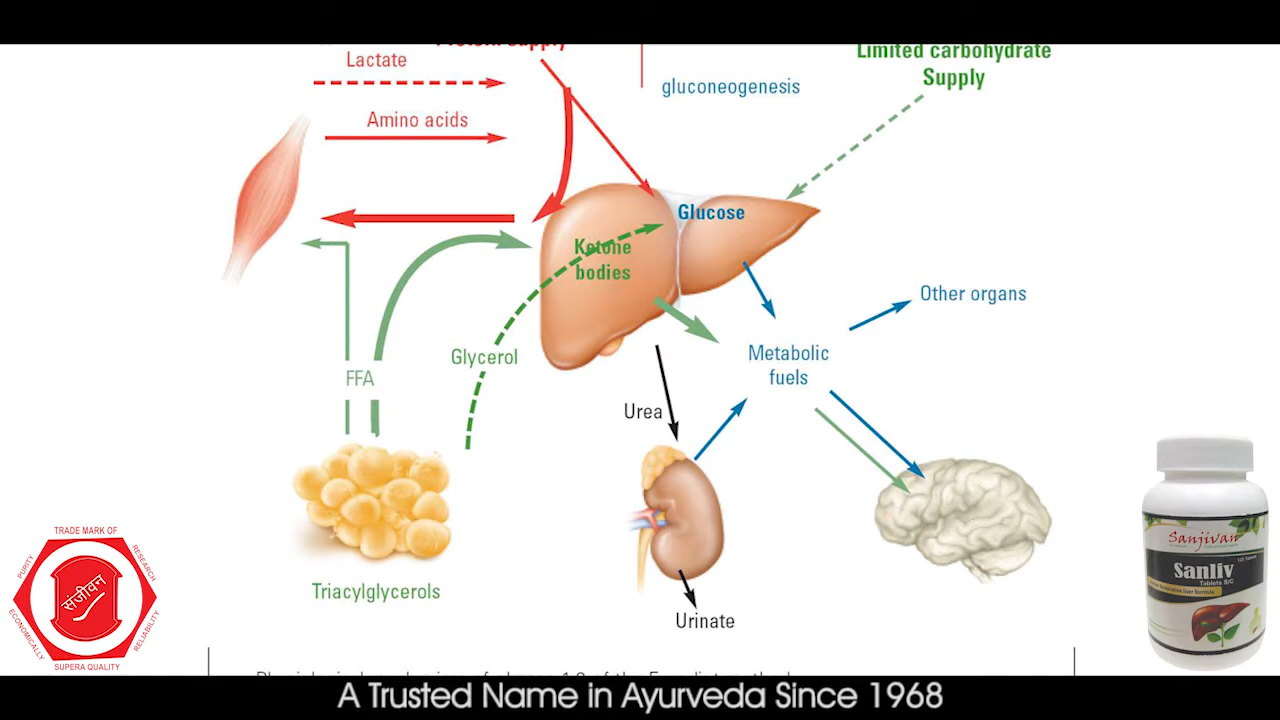 Lactate
Limited carbohydrate
Supply
gluconeogenesis
Amino acids
Glucose
Ketone
bodies
Other organs
Glycerol
Metabolic
fuels
FFA
Urea
Triacylglycerols
Urinate
TRADE MARK OF
PURITY
RESEARCH
संजीवन
ECONOMICALLY
RELIABILITY
SUPERA QUALITY
Sanjivan
Sanliv
Tablets S/C
liver formula
A Trusted Name in Ayurveda Since 1968